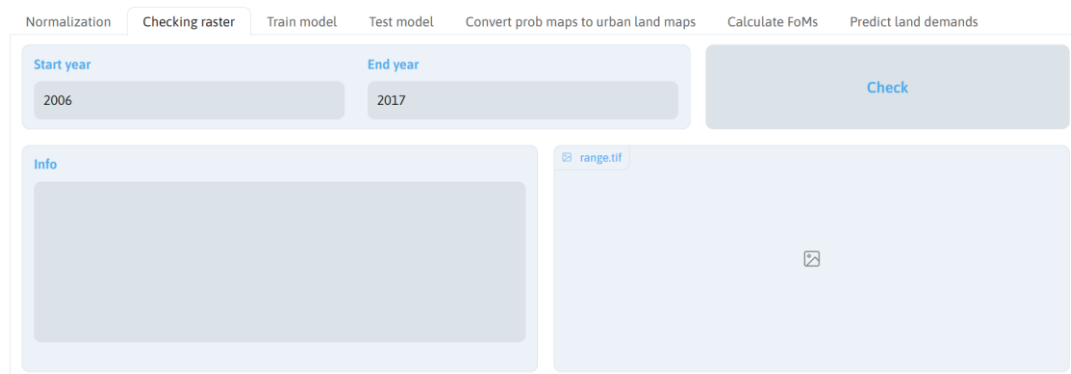 Normalization Checking raster Train model Test model Convert prob maps to urban land maps Calculate FoMs Predict land demands
Start year End year
2006 2017
Check
Info
range.tif